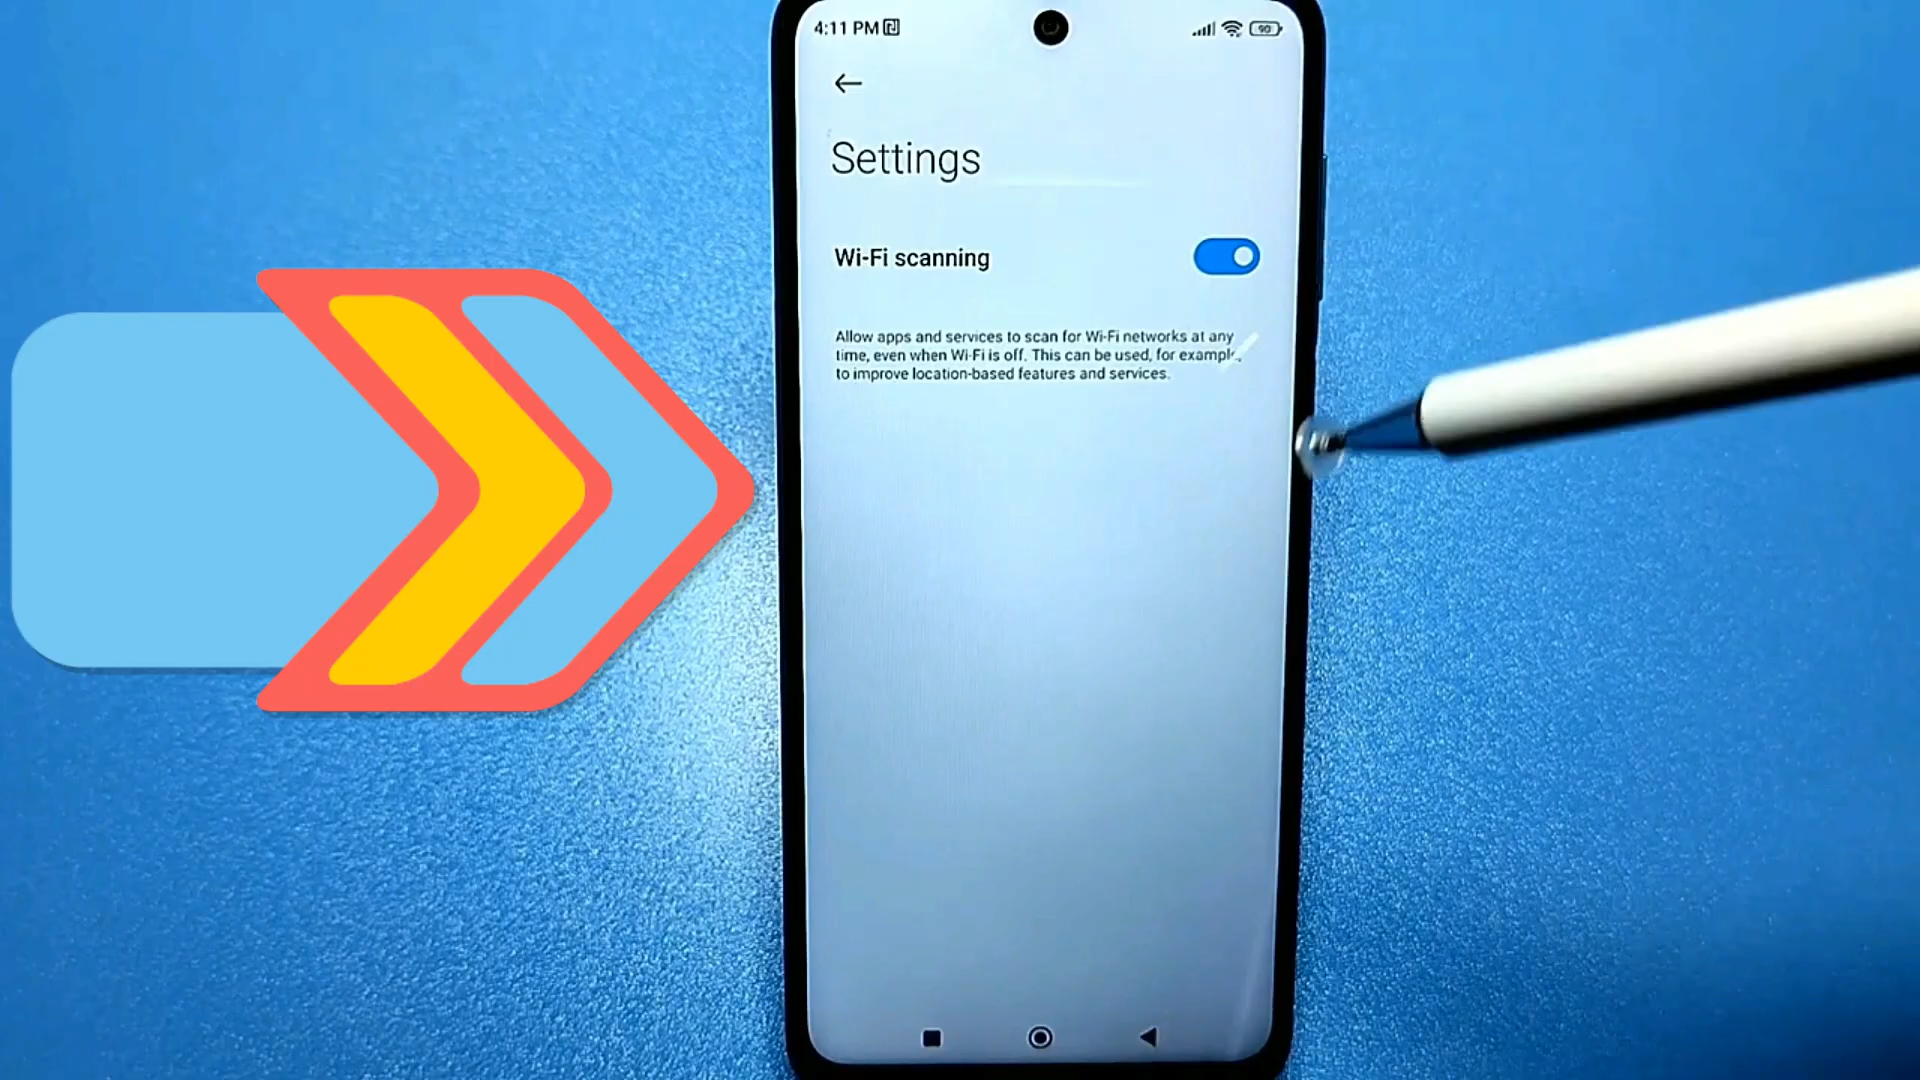 4:11 PM
90
Settings
Wi-Fi scanning
Allow apps and services to scan for Wi-Fi networks at any
time, even when Wi-Fi is off. This can be used, for example,
to improve location-based features and services.